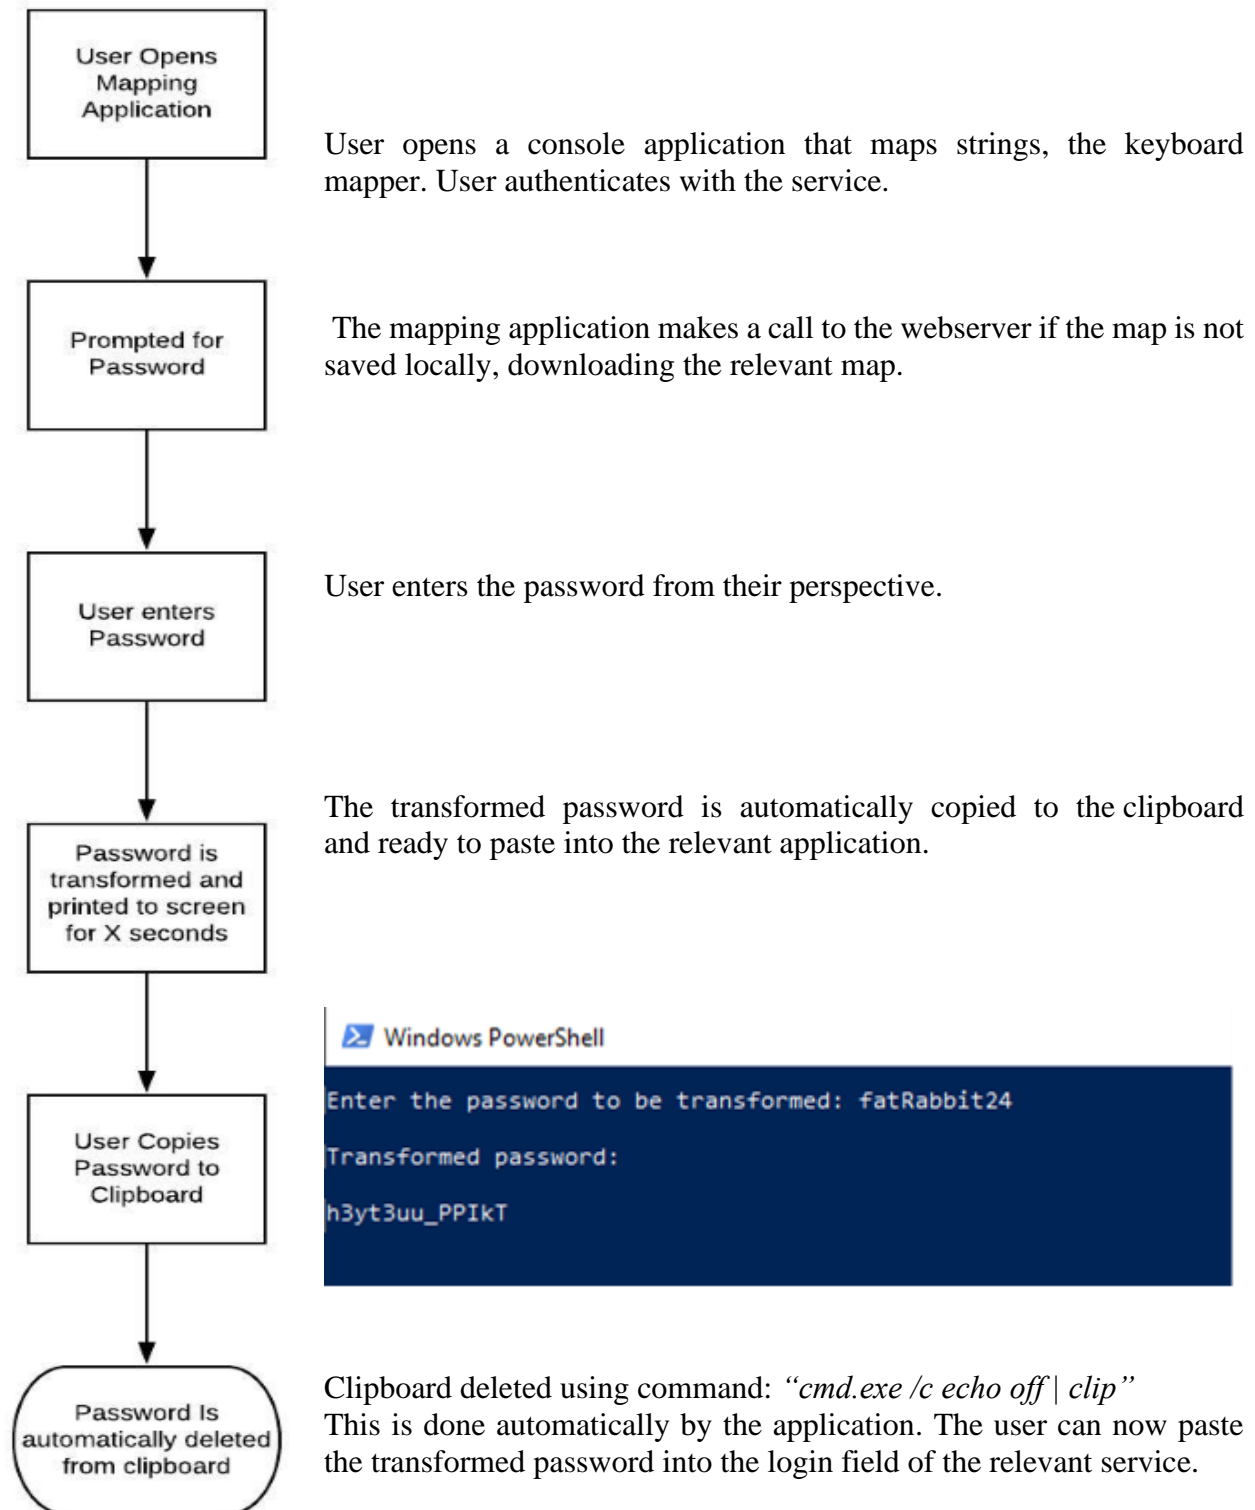 User Opens
Mapping
Application
User opens a console application that maps strings, the keyboard
mapper. User authenticates with the service.
Prompted for
Password
The mapping application makes a call to the webserver if the map is not
saved locally, downloading the relevant map.
User enters
Password
User enters the password from their perspective.
Password is
transformed and
printed to screen
for X seconds
The transformed password is automatically copied to the clipboard
and ready to paste into the relevant application.
User Copies
Password to
Clipboard
Windows PowerShell
Enter the password to be transformed: fatRabbit24
Transformed password:
h3yt3uu_PPIkT
Password Is
automatically deleted
from clipboard
Clipboard deleted using command: “cmd.exe /c echo off | clip”
This is done automatically by the application. The user can now paste
the transformed password into the login field of the relevant service.